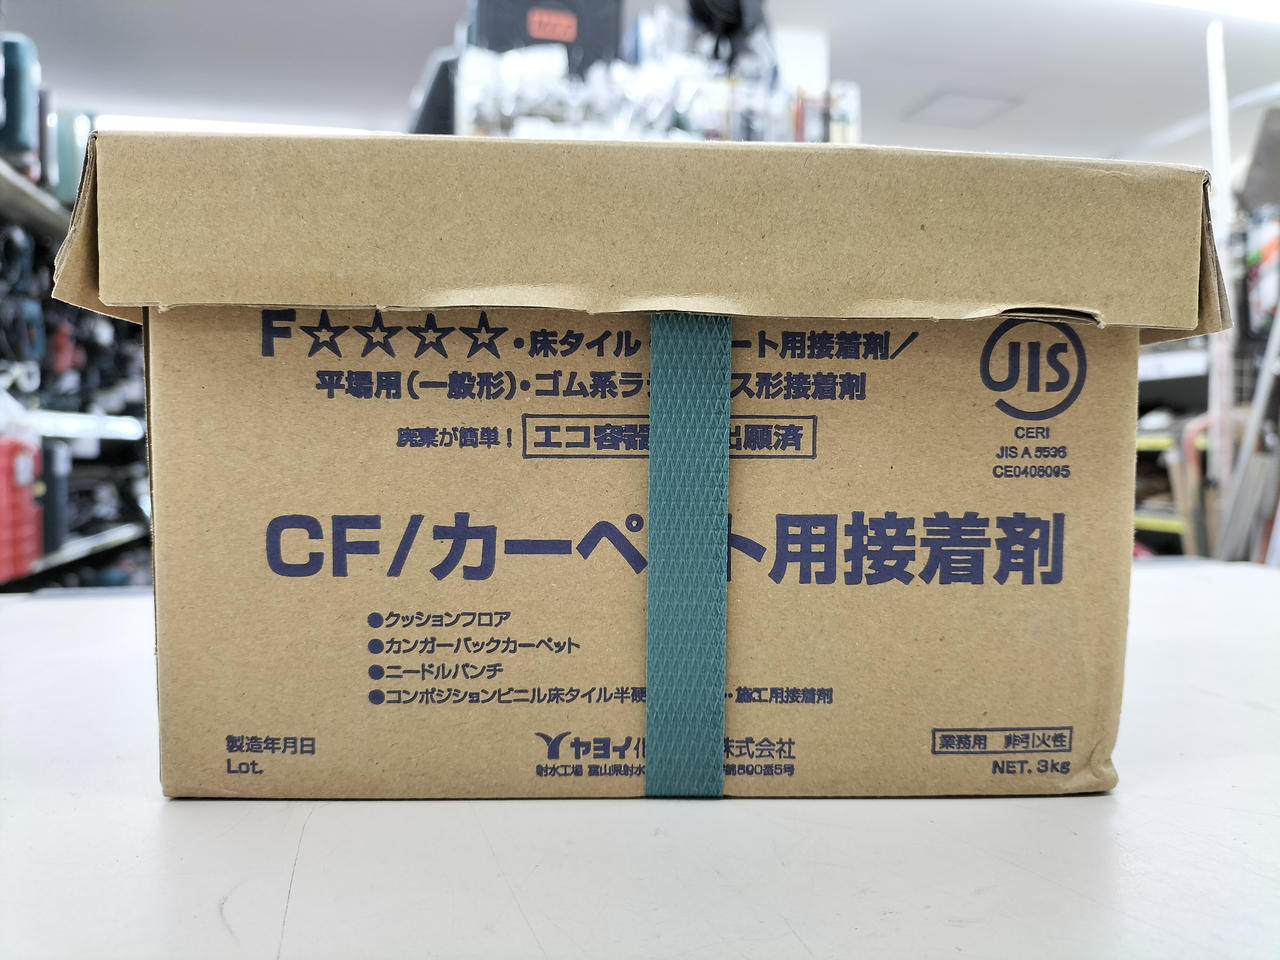 F☆☆☆☆・床タイル ート用接着剤／
平場用(一般形)・ゴム系ラ ス形接着剤
廃棄が簡単！ エコ容器 出願済
JIS
CERI
JIS A 5536
CE0408095
CF/カーペ ト用接着剤
●クッションフロア
●カンガーバックカーペット
●ニードルパンチ
●コンポジションビニル床タイル半硬 ・施工用接着剤
製造年月日
Lot.
ヤヨイ化 株式会社
射水工場 富山県射水 590番5号
業務用 非引火性
NET. 3kg